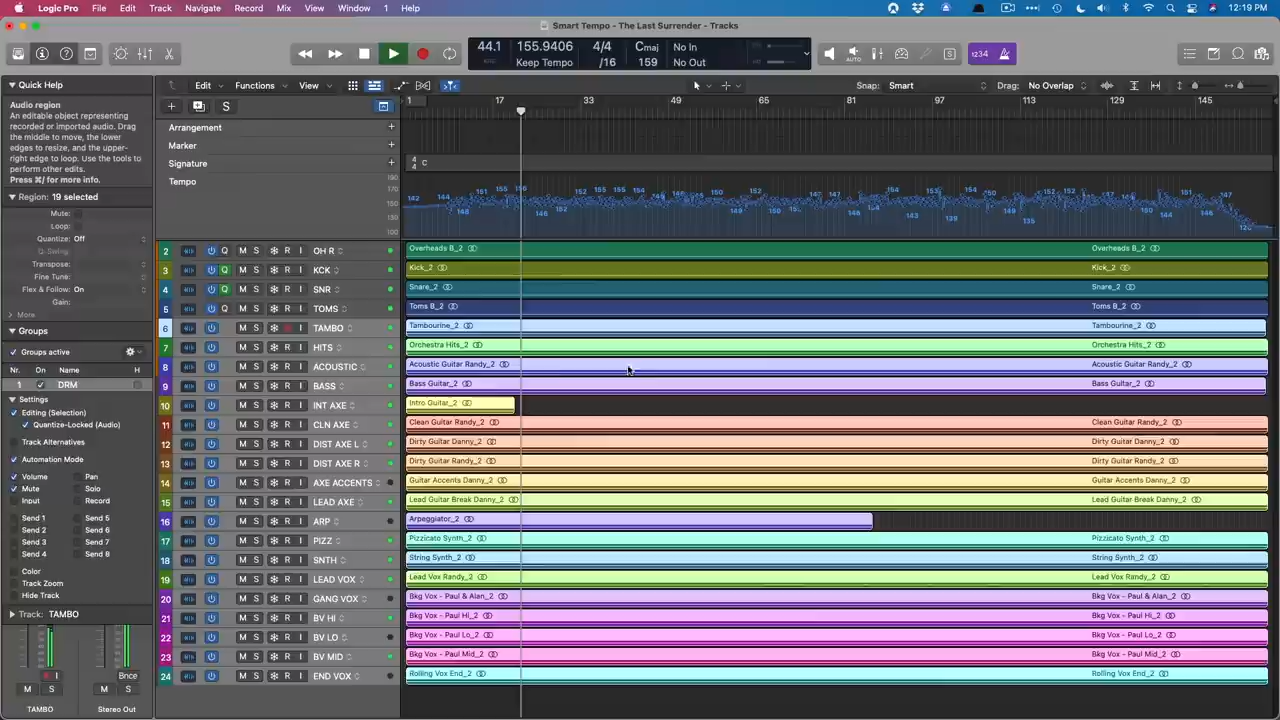 Logic Pro File Edit Track Navigate Record Mix View Window 1 Help 12:19 PM
Smart Tempo - The Last Surrender - Tracks
44.1 155.9406 4/4 Cmaj No In
Keep Tempo /16 159 No Out
1234
Quick Help
Edit Functions View Snap: Smart Drag: No Overlap
Audio region
An editable object representing
recorded or imported audio. Drag
the middle to move, the lower
edges to resize, and the upper-
right edge to loop. Use the tools to
perform other edits.
Press ⌘/ for more info.
S
1 17 33 49 65 81 97 113 129 145
Arrangement
Marker
Signature
4 4 C
Tempo
Region: 19 selected
Mute:
Loop:
Quantize: Off
Q-Swing:
Transpose:
Fine Tune:
Flex & Follow: On
Gain:
More
Groups
Groups active
Nr. On Name H
1 DRM
Settings
Editing (Selection)
Quantize-Locked (Audio)
Track Alternatives
Automation Mode
Volume Pan
Mute Solo
Input Record
Send 1 Send 5
Send 2 Send 6
Send 3 Send 7
Send 4 Send 8
Color
Track Zoom
Hide Track
Track: TAMBO
Bnce
M S M S
TAMBO Stereo Out
2 Q M S R I OH R Overheads B_2 Overheads B_2
3 Q M S R I KCK Kick_2 Kick_2
4 Q M S R I SNR Snare_2 Snare_2
5 Q M S R I TOMS Toms B_2 Toms B_2
6 M S R I TAMBO Tambourine_2 Tambourine_2
7 M S R I HITS Orchestra Hits_2 Orchestra Hits_2
8 M S R I ACOUSTIC Acoustic Guitar Randy_2 Acoustic Guitar Randy_2
9 M S R I BASS Bass Guitar_2 Bass Guitar_2
10 M S R I INT AXE Intro Guitar_2
11 M S R I CLN AXE Clean Guitar Randy_2 Clean Guitar Randy_2
12 M S R I DIST AXE L Dirty Guitar Danny_2 Dirty Guitar Danny_2
13 M S R I DIST AXE R Dirty Guitar Randy_2 Dirty Guitar Randy_2
14 M S R I AXE ACCENTS Guitar Accents Danny_2 Guitar Accents Danny_2
15 M S R I LEAD AXE Lead Guitar Break Danny_2 Lead Guitar Break Danny_2
16 M S R I ARP Arpeggiator_2
17 M S R I PIZZ Pizzicato Synth_2 Pizzicato Synth_2
18 M S R I SNTH String Synth_2 String Synth_2
19 M S R I LEAD VOX Lead Vox Randy_2 Lead Vox Randy_2
20 M S R I GANG VOX Bkg Vox - Paul & Alan_2 Bkg Vox - Paul & Alan_2
21 M S R I BV HI Bkg Vox - Paul Hi_2 Bkg Vox - Paul Hi_2
22 M S R I BV LO Bkg Vox - Paul Lo_2 Bkg Vox - Paul Lo_2
23 M S R I BV MID Bkg Vox - Paul Mid_2 Bkg Vox - Paul Mid_2
24 M S R I END VOX Rolling Vox End_2 Rolling Vox End_2